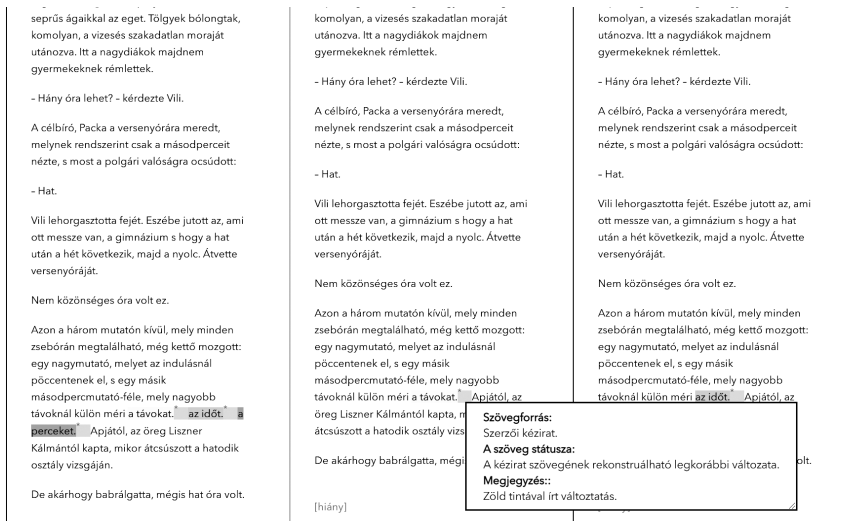 seprűs ágaikkal az eget. Tölgyek bólongtak,
komolyan, a vizesés szakadatlan moraját
utánozva. Itt a nagydiákok majdnem
gyermekeknek rémlettek.
– Hány óra lehet? – kérdezte Vili.
A célbíró, Packa a versenyórára meredt,
melynek rendszerint csak a másodperceit
nézte, s most a polgári valóságra ocsúdott:
– Hat.
Vili lehorgasztotta fejét. Eszébe jutott az, ami
ott messze van, a gimnázium s hogy a hat
után a hét következik, majd a nyolc. Átvette
versenyóráját.
Nem közönséges óra volt ez.
Azon a három mutatón kívül, mely minden
zsebórán megtalálható, még kettő mozgott:
egy nagymutató, melyet az indulásnál
pöccentenek el, s egy másik
másodpercmutató-féle, mely nagyobb
távoknál külön méri a távokat.* az időt.* a
perceket.* Apjától, az öreg Liszner
Kálmántól kapta, mikor átcsúszott a hatodik
osztály vizsgáján.
De akárhogy babrálgatta, mégis hat óra volt.
komolyan, a vizesés szakadatlan moraját
utánozva. Itt a nagydiákok majdnem
gyermekeknek rémlettek.
– Hány óra lehet? – kérdezte Vili.
A célbíró, Packa a versenyórára meredt,
melynek rendszerint csak a másodperceit
nézte, s most a polgári valóságra ocsúdott:
– Hat.
Vili lehorgasztotta fejét. Eszébe jutott az, ami
ott messze van, a gimnázium s hogy a hat
után a hét következik, majd a nyolc. Átvette
versenyóráját.
Nem közönséges óra volt ez.
Azon a három mutatón kívül, mely minden
zsebórán megtalálható, még kettő mozgott:
egy nagymutató, melyet az indulásnál
pöccentenek el, s egy másik
másodpercmutató-féle, mely nagyobb
távoknál külön méri a távokat.* Apjától, az
öreg Liszner Kálmántól kapta, m
átcsúszott a hatodik osztály vizs
De akárhogy babrálgatta, mégi
[hiány]
komolyan, a vizesés szakadatlan moraját
utánozva. Itt a nagydiákok majdnem
gyermekeknek rémlettek.
– Hány óra lehet? – kérdezte Vili.
A célbíró, Packa a versenyórára meredt,
melynek rendszerint csak a másodperceit
nézte, s most a polgári valóságra ocsúdott:
– Hat.
Vili lehorgasztotta fejét. Eszébe jutott az, ami
ott messze van, a gimnázium s hogy a hat
után a hét következik, majd a nyolc. Átvette
versenyóráját.
Nem közönséges óra volt ez.
Azon a három mutatón kívül, mely minden
zsebórán megtalálható, még kettő mozgott:
egy nagymutató, melyet az indulásnál
pöccentenek el, s egy másik
másodpercmutató-féle, mely nagyobb
távoknál külön méri az időt.* Apjától, az
olt.
Szövegforrás:
Szerzői kézirat.
A szöveg státusza:
A kézirat szövegének rekonstruálható legkorábbi változata.
Megjegyzés::
Zöld tintával írt változtatás.